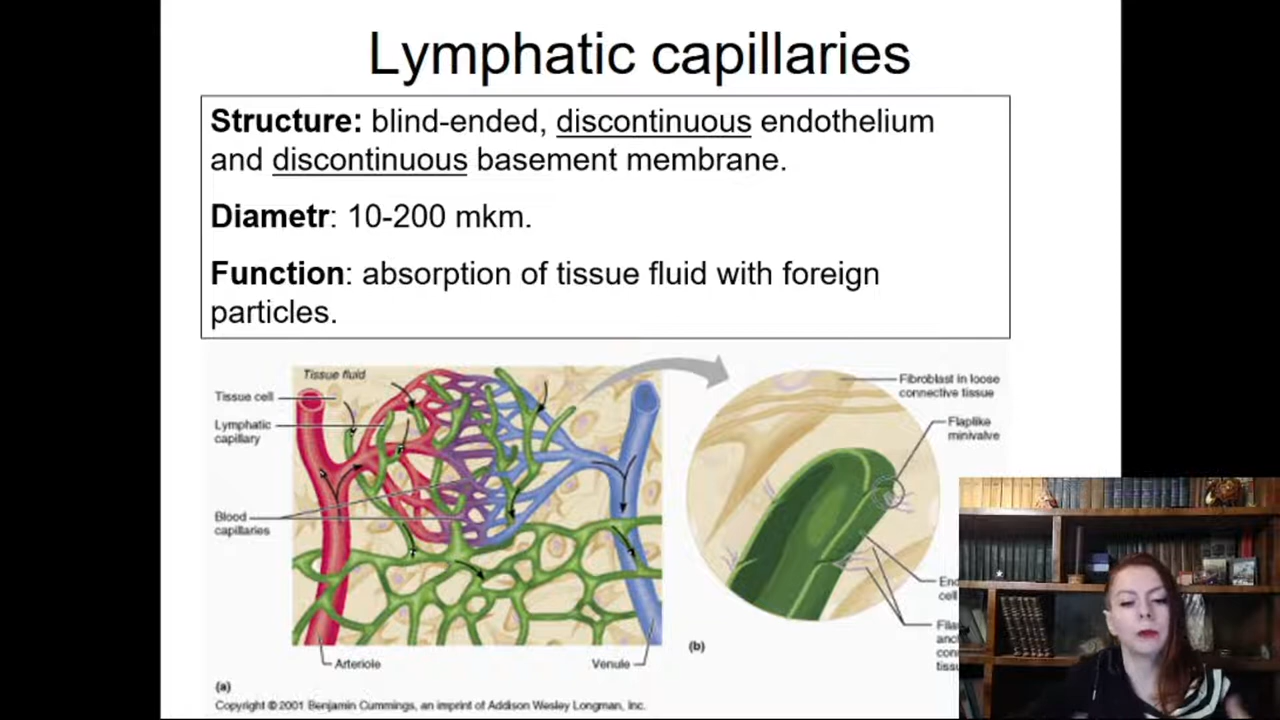 Lymphatic capillaries
Structure: blind-ended, discontinuous endothelium
and discontinuous basement membrane.
Diametr: 10-200 mkm.
Function: absorption of tissue fluid with foreign
particles.
Tissue fluid
Tissue cell
Lymphatic
capillary
Blood
capillaries
Arteriole
Venule
(a)
Fibroblast in loose
connective tissue
Flaplike
minivalve
cell
(b)
Copyright © 2001 Benjamin Cummings, an imprint of Addison Wesley Longman, Inc.